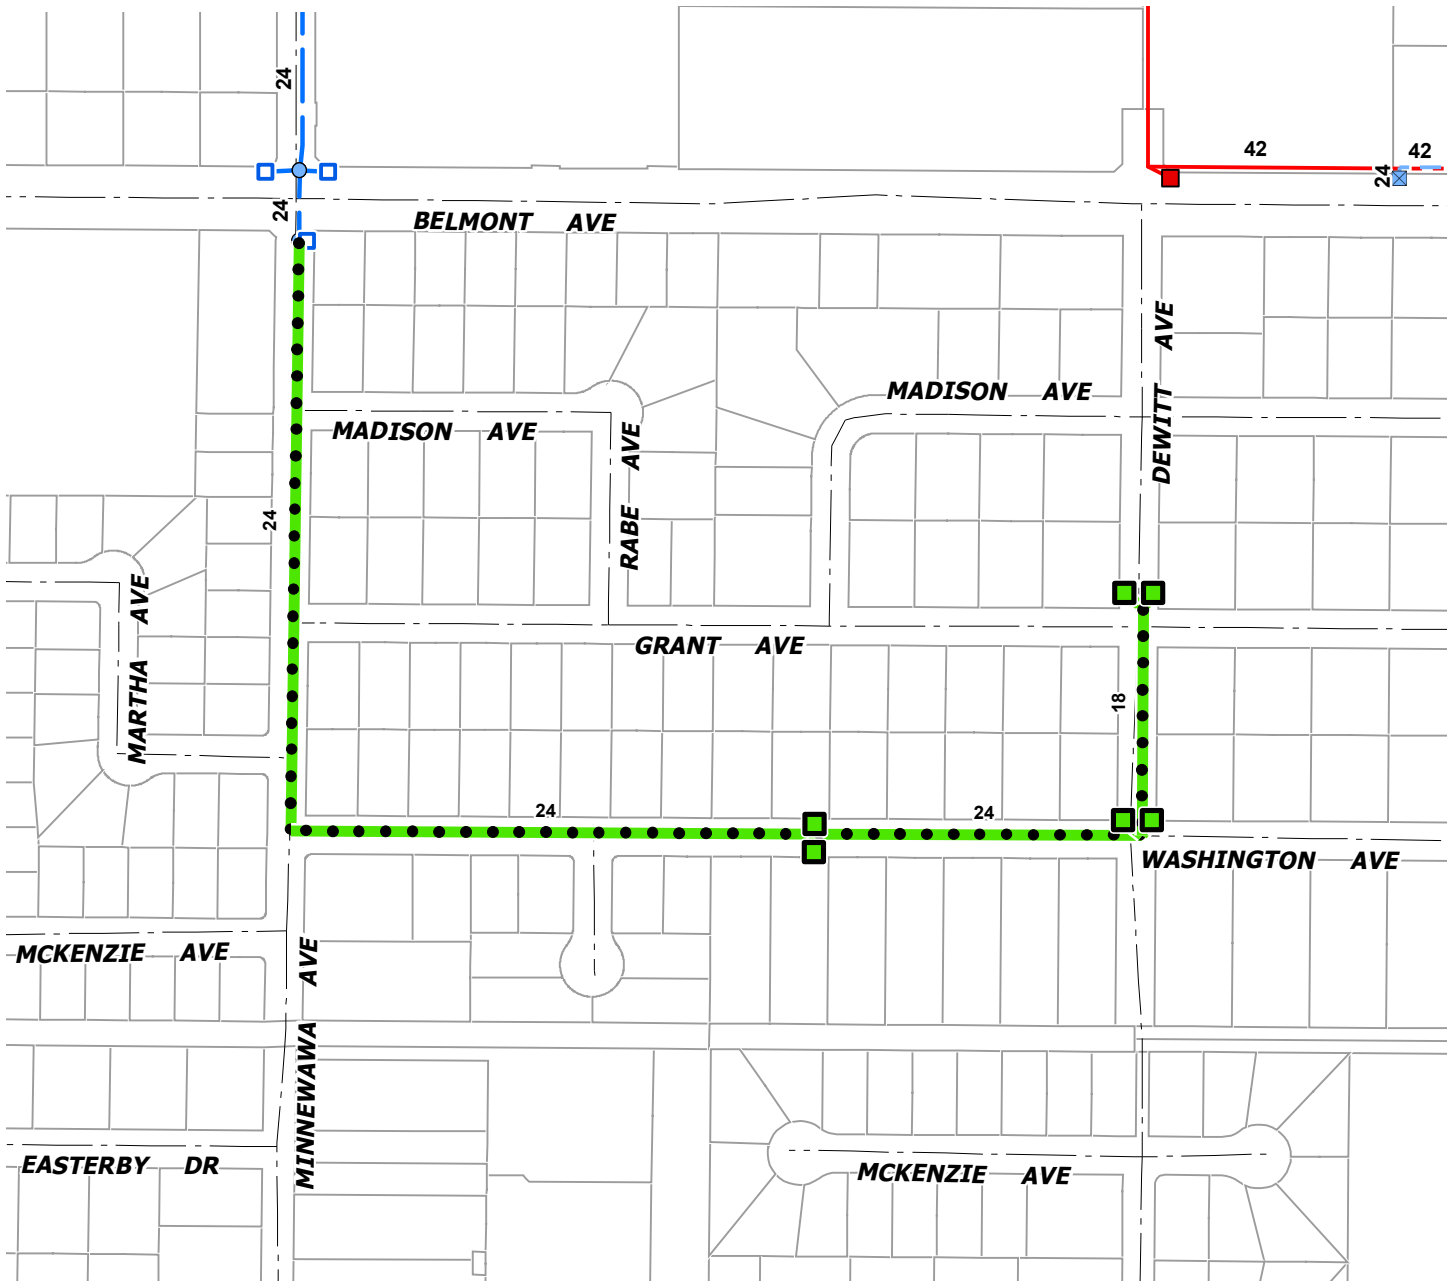 24
42
42
24
24
BELMONT AVE
DEWITT AVE
MADISON AVE
MADISON AVE
RABE AVE
24
MARTHA AVE
GRANT AVE
18
24
24
WASHINGTON AVE
MCKENZIE AVE
MINNEWAWA AVE
EASTERBY DR
MCKENZIE AVE